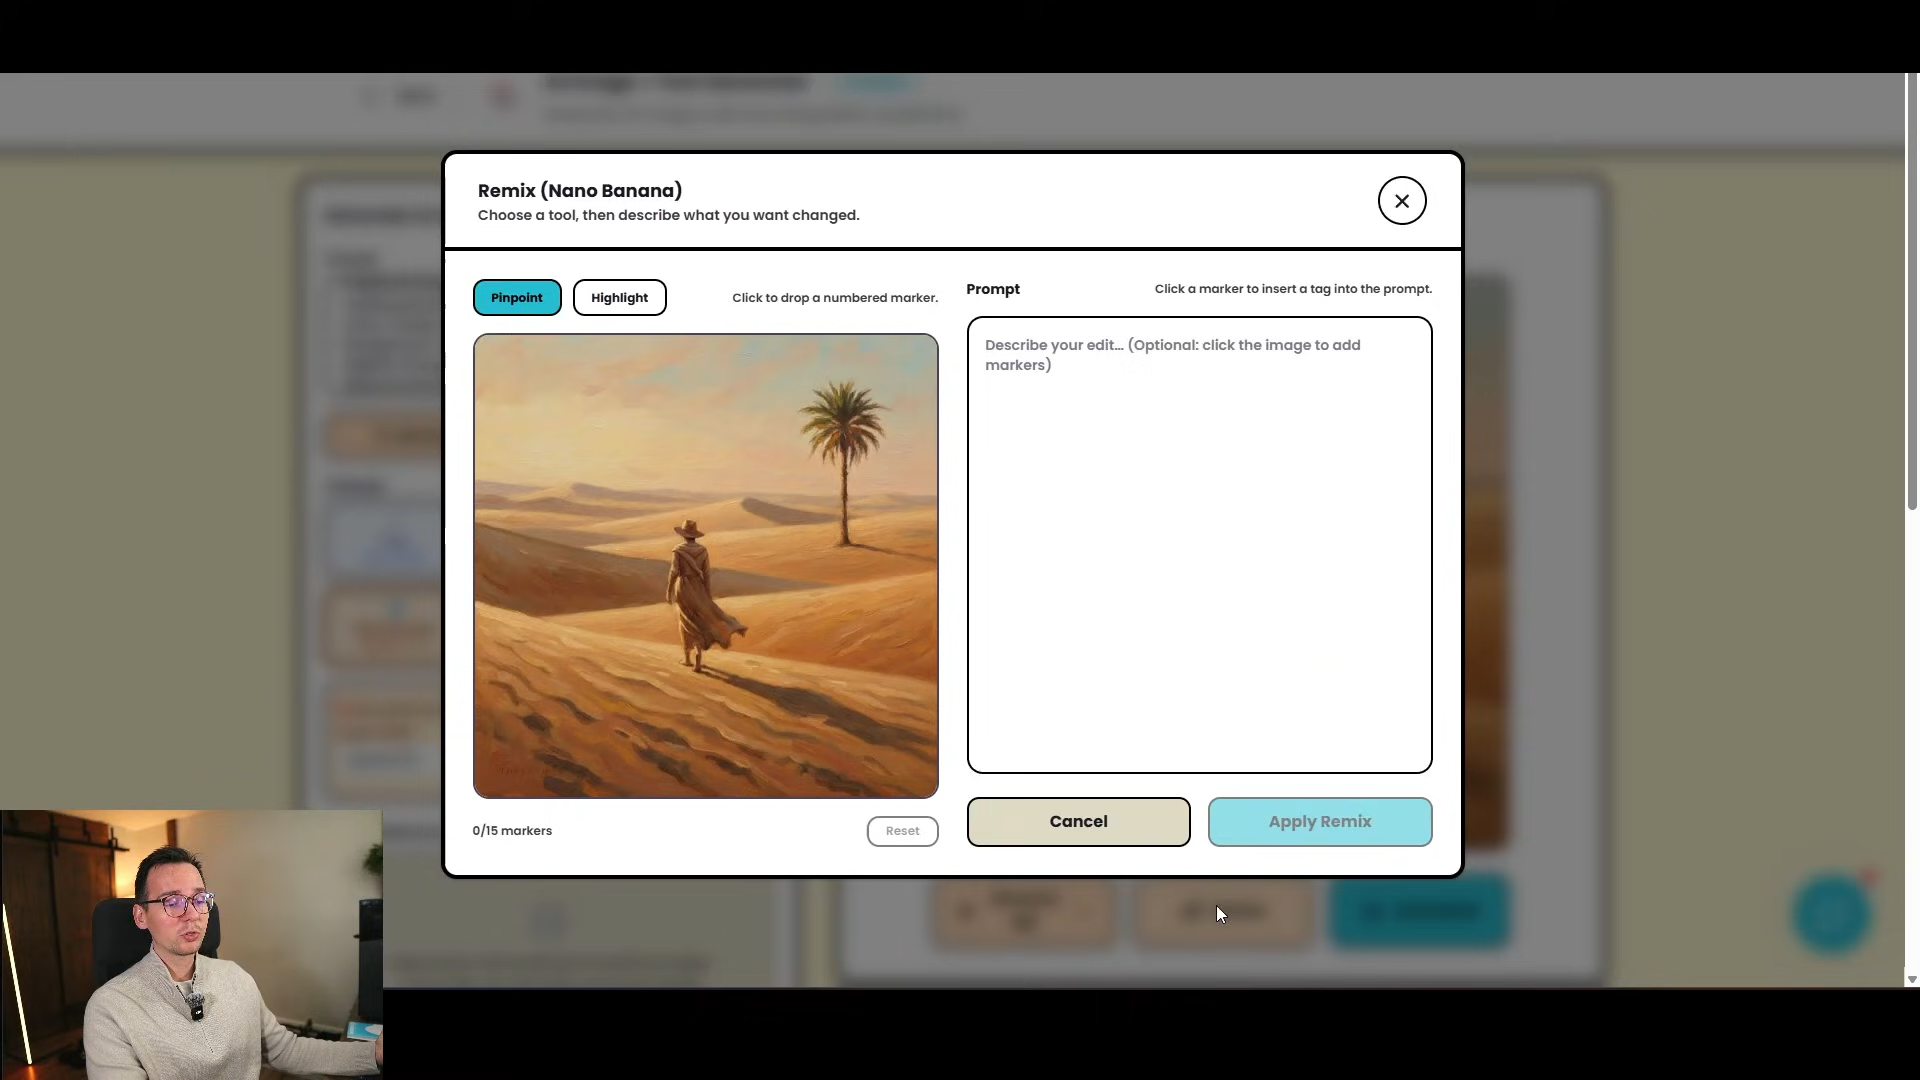 Remix (Nano Banana)
Choose a tool, then describe what you want changed.
Pinpoint
Highlight
Click to drop a numbered marker.
Prompt
Click a marker to insert a tag into the prompt.
Describe your edit... (Optional: click the image to add
markers)
0/15 markers
Reset
Cancel
Apply Remix